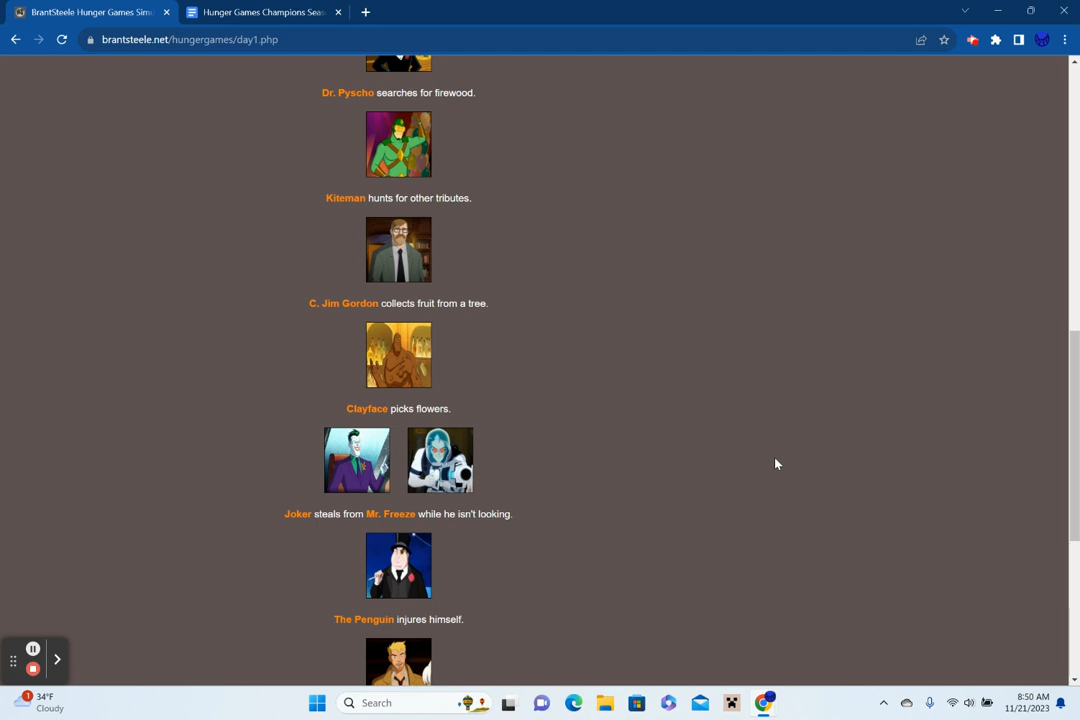 BrantSteele Hunger Games Simu
Hunger Games Champions Seas
brantsteele.net/hungergames/day1.php
Dr. Pyscho searches for firewood.
Kiteman hunts for other tributes.
C. Jim Gordon collects fruit from a tree.
Clayface picks flowers.
Joker steals from Mr. Freeze while he isn't looking.
The Penguin injures himself.
1
34°F
Cloudy
Search
8:50 AM
11/21/2023